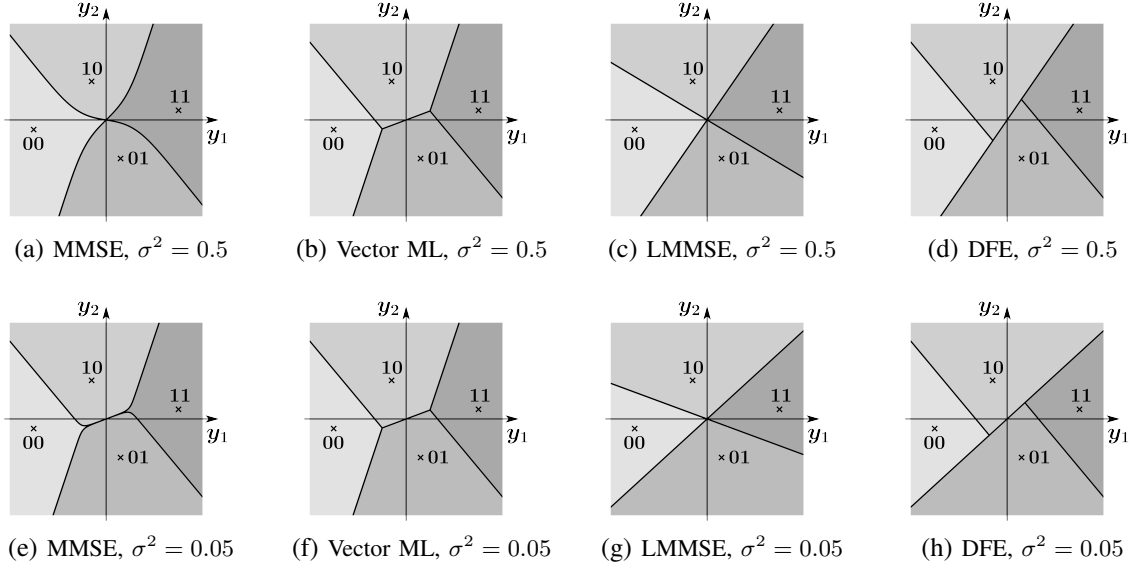 y₂ y₂ y₂ y₂
10 10 10 10
11 11 11 11
y₁ y₁ y₁ y₁
00 00 00 00
01 01 01 01
(a) MMSE, σ² = 0.5 (b) Vector ML, σ² = 0.5 (c) LMMSE, σ² = 0.5 (d) DFE, σ² = 0.5
y₂ y₂ y₂ y₂
10 10 10 10
11 11 11 11
y₁ y₁ y₁ y₁
00 00 00 00
01 01 01 01
(e) MMSE, σ² = 0.05 (f) Vector ML, σ² = 0.05 (g) LMMSE, σ² = 0.05 (h) DFE, σ² = 0.05